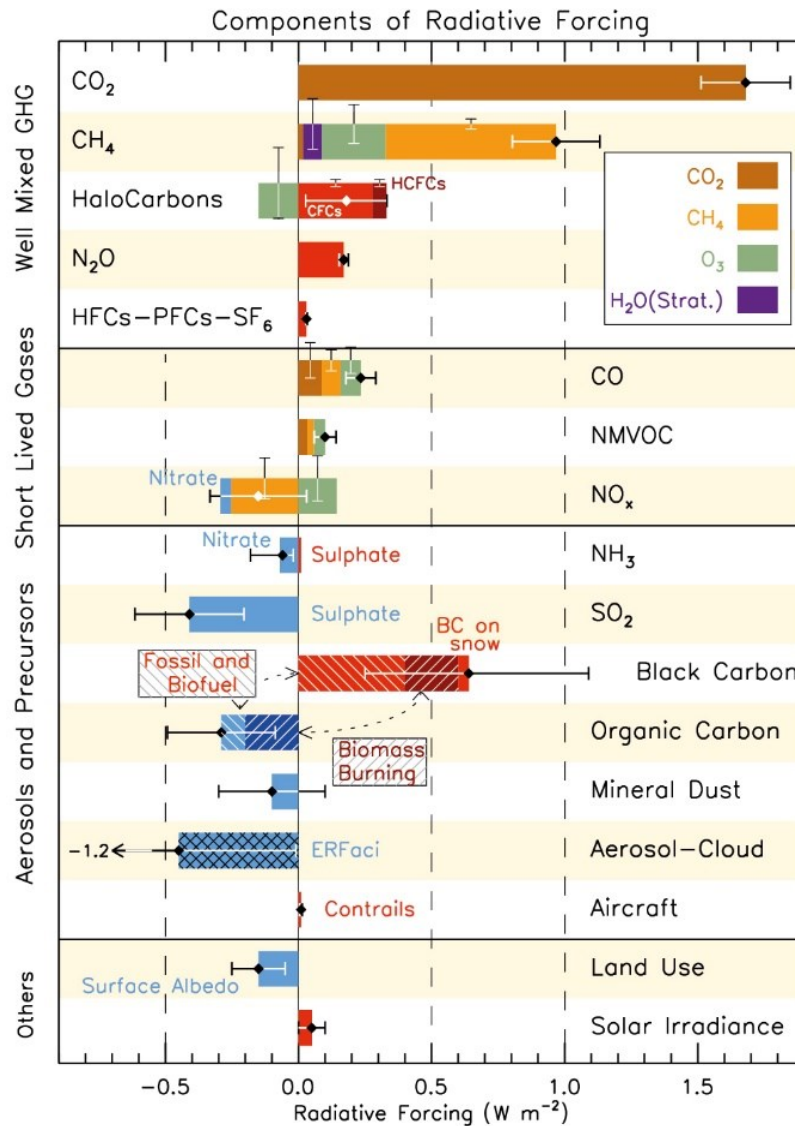 Components of Radiative Forcing
Well Mixed GHG
CO₂
CH₄
HaloCarbons
CFCs
HCFCs
N₂O
HFCs−PFCs−SF₆
CO₂
CH₄
O₃
H₂O(Strat.)
Short Lived Gases
CO
NMVOC
Nitrate
NOₓ
Aerosols and Precursors
Nitrate
Sulphate
NH₃
Sulphate
SO₂
BC on
snow
Fossil and
Biofuel
Black Carbon
Organic Carbon
Biomass
Burning
Mineral Dust
−1.2
ERFaci
Aerosol−Cloud
Contrails
Aircraft
Others
Surface Albedo
Land Use
Solar Irradiance
−0.5 0.0 0.5 1.0 1.5
Radiative Forcing (W m⁻²)